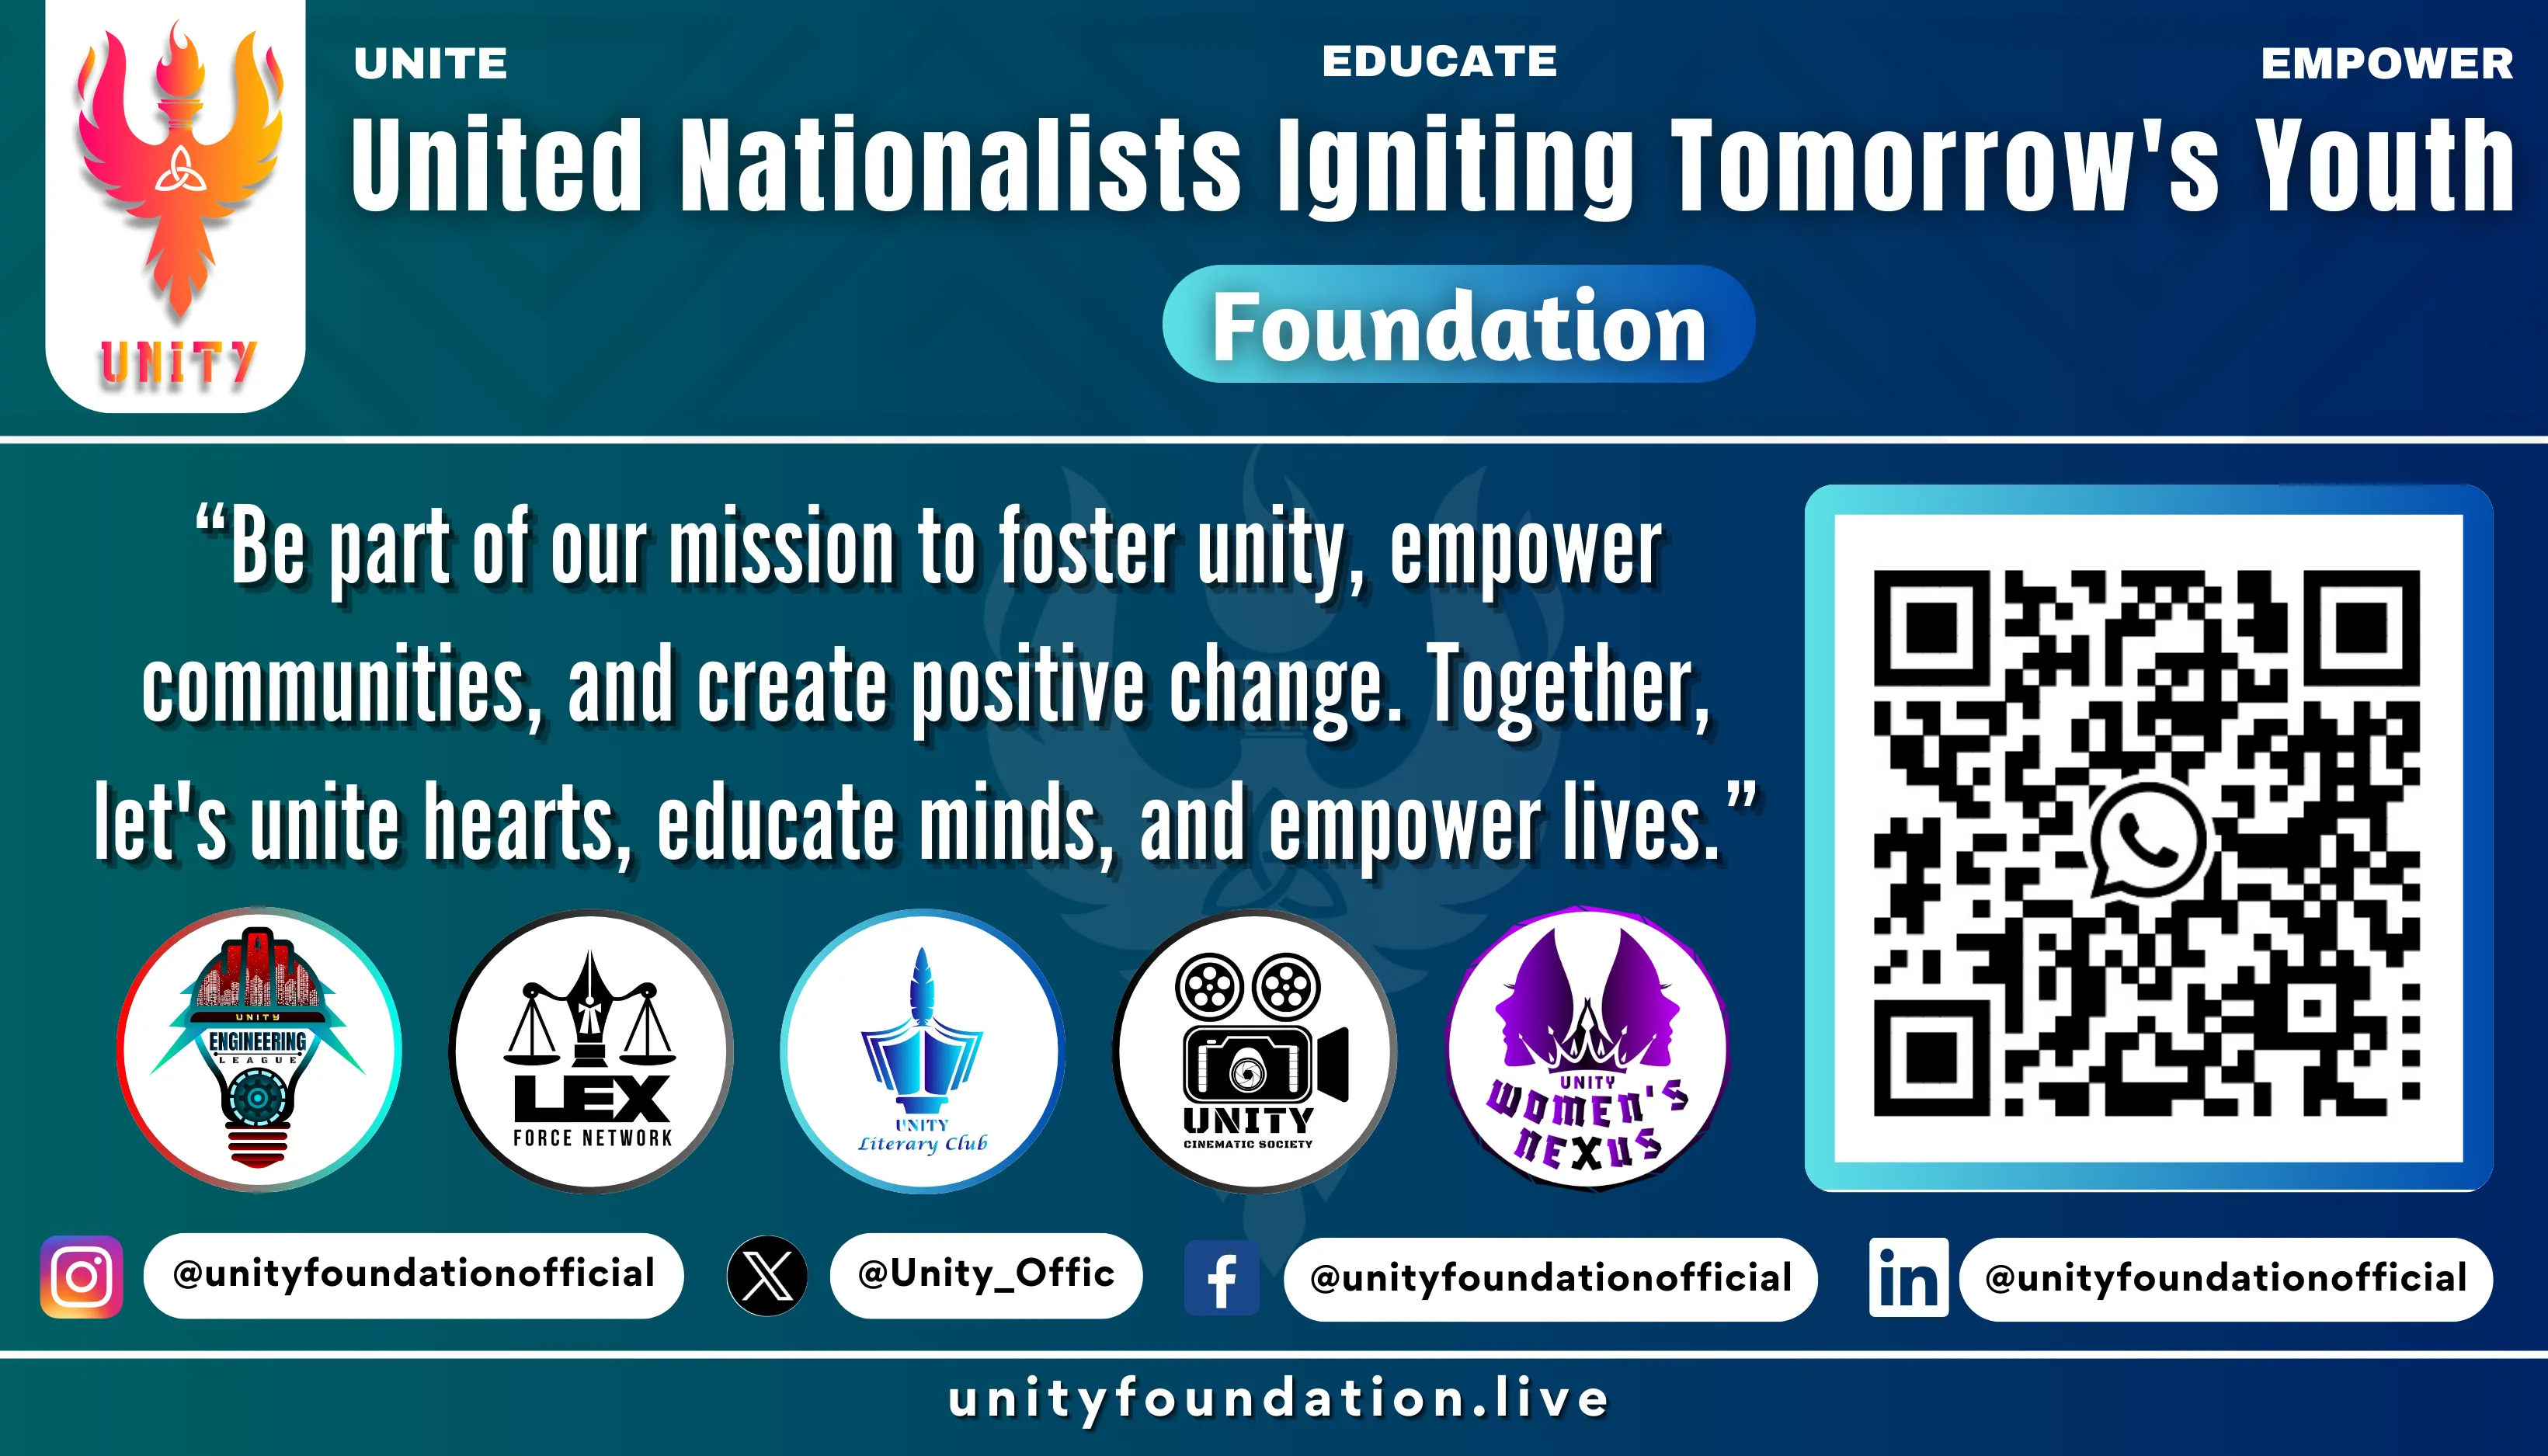 UNITE EDUCATE EMPOWER
United Nationalists Igniting Tomorrow's Youth
Foundation
UNITY
“Be part of our mission to foster unity, empower
communities, and create positive change. Together,
let's unite hearts, educate minds, and empower lives.”
UNITY
ENGINEERING
LEAGUE
LEX
FORCE NETWORK
UNITY
Literary Club
UNITY
CINEMATIC SOCIETY
UNITY
WOMEN'S
NEXUS
@unityfoundationofficial
@Unity_Offic
@unityfoundationofficial
in @unityfoundationofficial
unityfoundation.live